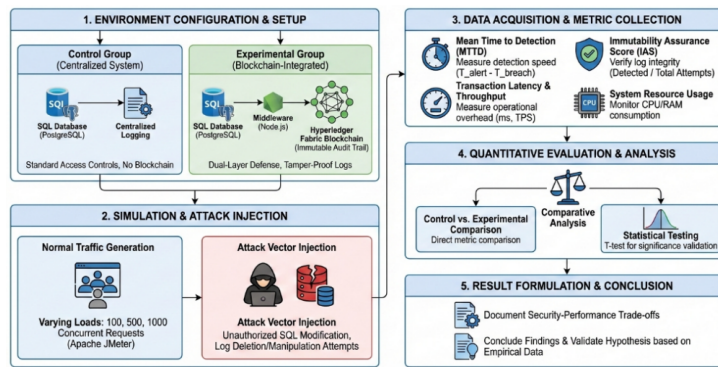 1. ENVIRONMENT CONFIGURATION & SETUP
Control Group
(Centralized System)
SQl
SQL Database
(PostgreSQL)
Centralized
Logging
Standard Access Controls, No Blockchain
Experimental Group
(Blockchain-Integrated)
SQl
SQL Database
(PostgreSQL)
Middleware
(Node.js)
Hyperledger
Fabric Blockchain
(Immutable Audit Trail)
Dual-Layer Defense, Tamper-Proof Logs
2. SIMULATION & ATTACK INJECTION
Normal Traffic Generation
Varying Loads: 100, 500, 1000
Concurrent Requests
(Apache JMeter)
Attack Vector Injection
Attack Vector Injection
Unauthorized SQL Modification,
Log Deletion/Manipulation Attempts
3. DATA ACQUISITION & METRIC COLLECTION
Mean Time to Detection
(MTTD)
Measure detection speed
(T_alert - T_breach)
Immutability Assurance
Score (IAS)
Verify log integrity
(Detected / Total Attempts)
Transaction Latency &
Throughput
Measure operational
overhead (ms, TPS)
CPU
System Resource Usage
Monitor CPU/RAM
consumption
4. QUANTITATIVE EVALUATION & ANALYSIS
Control vs. Experimental
Comparison
Direct metric comparison
Comparative
Analysis
Statistical Testing
T-test for significance validation
5. RESULT FORMULATION & CONCLUSION
Document Security-Performance Trade-offs
Conclude Findings & Validate Hypothesis based on
Empirical Data